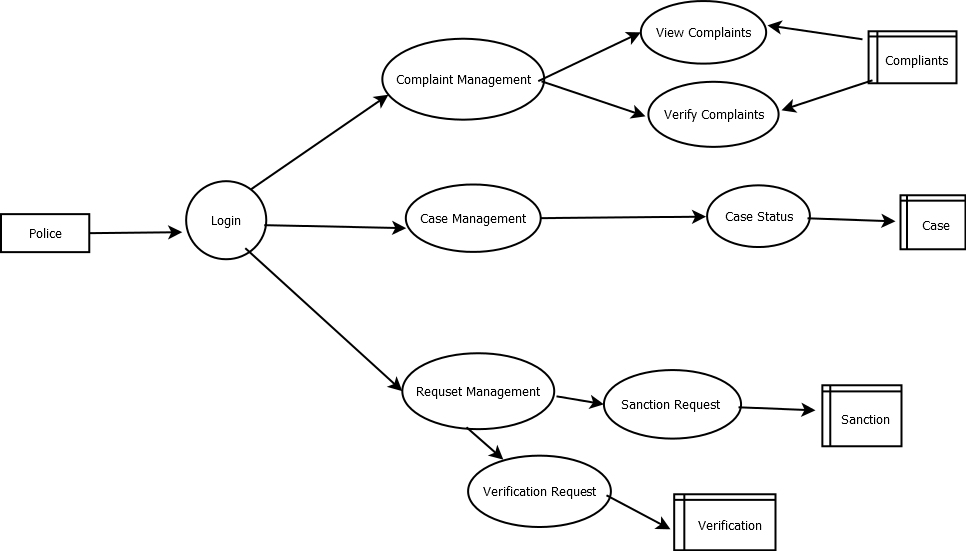 View Complaints
Compliants
Complaint Management
Verify Complaints
Police
Login
Case Management
Case Status
Case
Requset Management
Sanction Request
Sanction
Verification Request
Verification